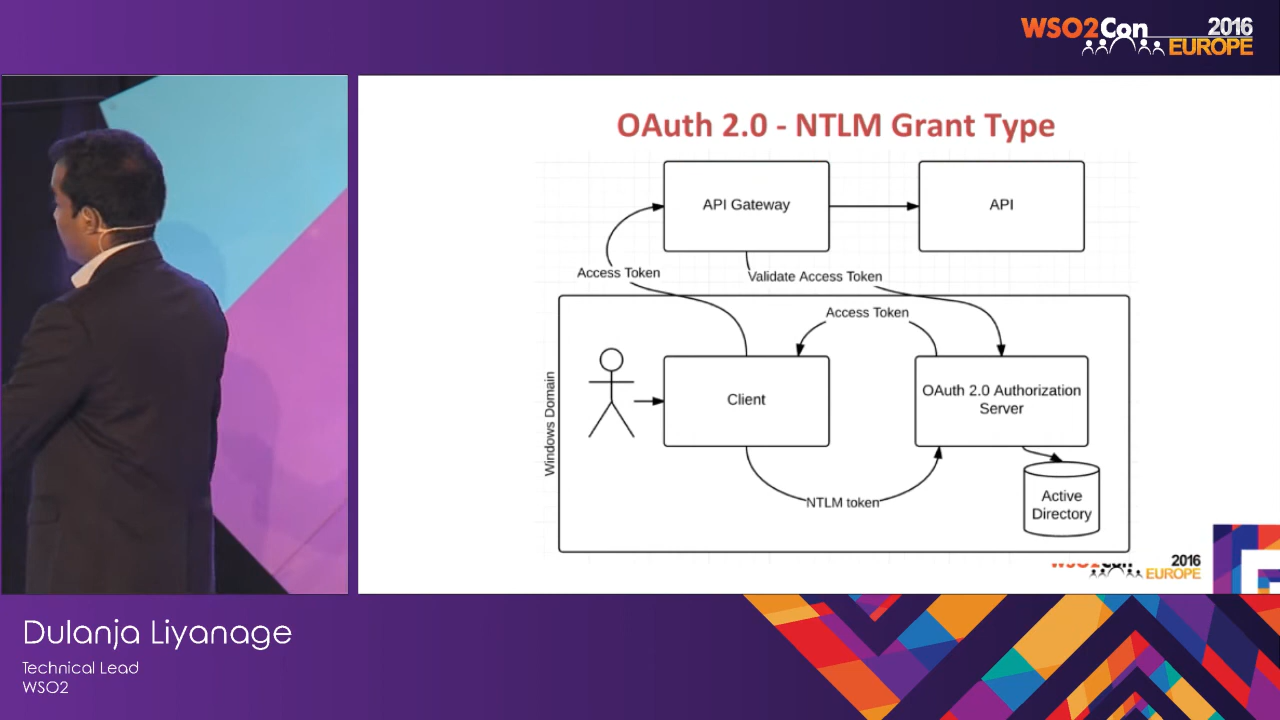 WSO2Con 2016
EUROPE
OAuth 2.0 - NTLM Grant Type
API Gateway
API
Access Token
Validate Access Token
Access Token
Windows Domain
Client
OAuth 2.0 Authorization
Server
NTLM token
Active
Directory
WSO2Con 2016
EUROPE
Dulanja Liyanage
Technical Lead
WSO2